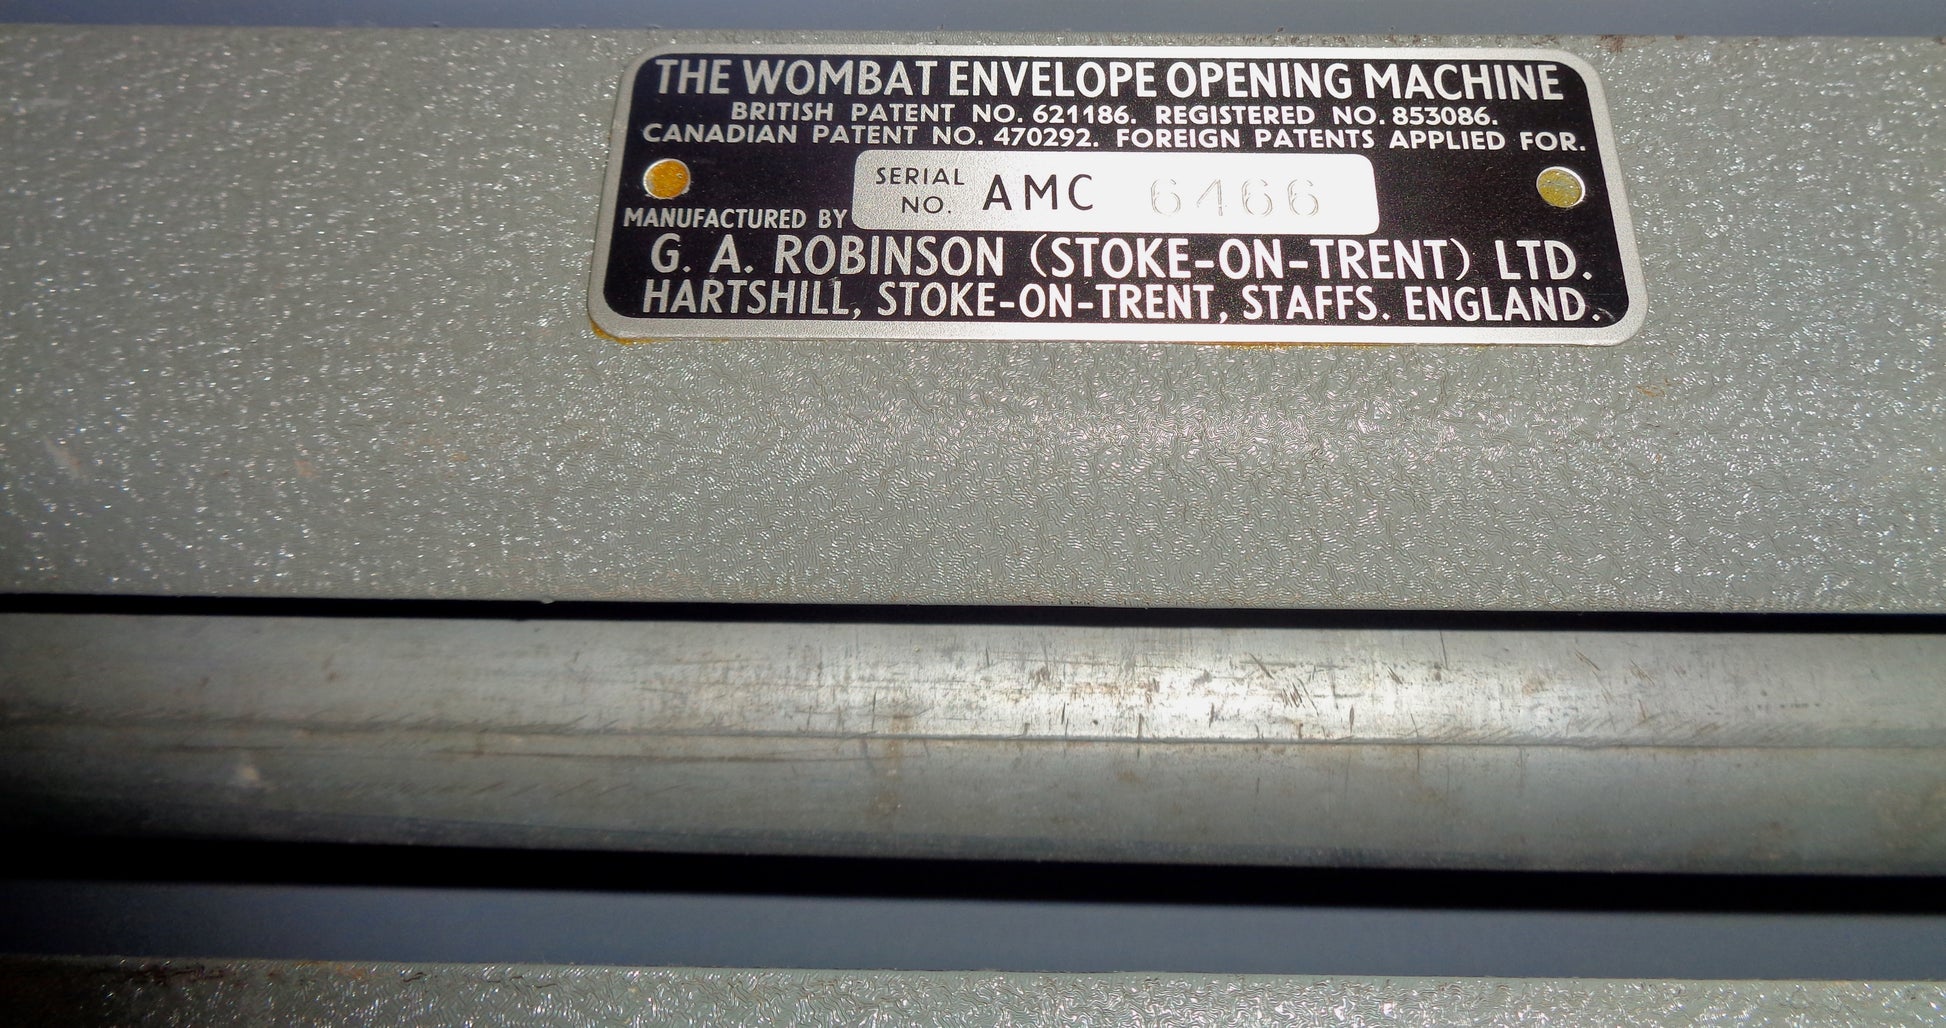 THE WOMBAT ENVELOPE OPENING MACHINE
BRITISH PATENT NO. 621186. REGISTERED NO. 853086.
CANADIAN PATENT NO. 470292. FOREIGN PATENTS APPLIED FOR.
SERIAL NO. AMC 6466
MANUFACTURED BY
G. A. ROBINSON (STOKE-ON-TRENT) LTD.
HARTSHILL, STOKE-ON-TRENT, STAFFS. ENGLAND.